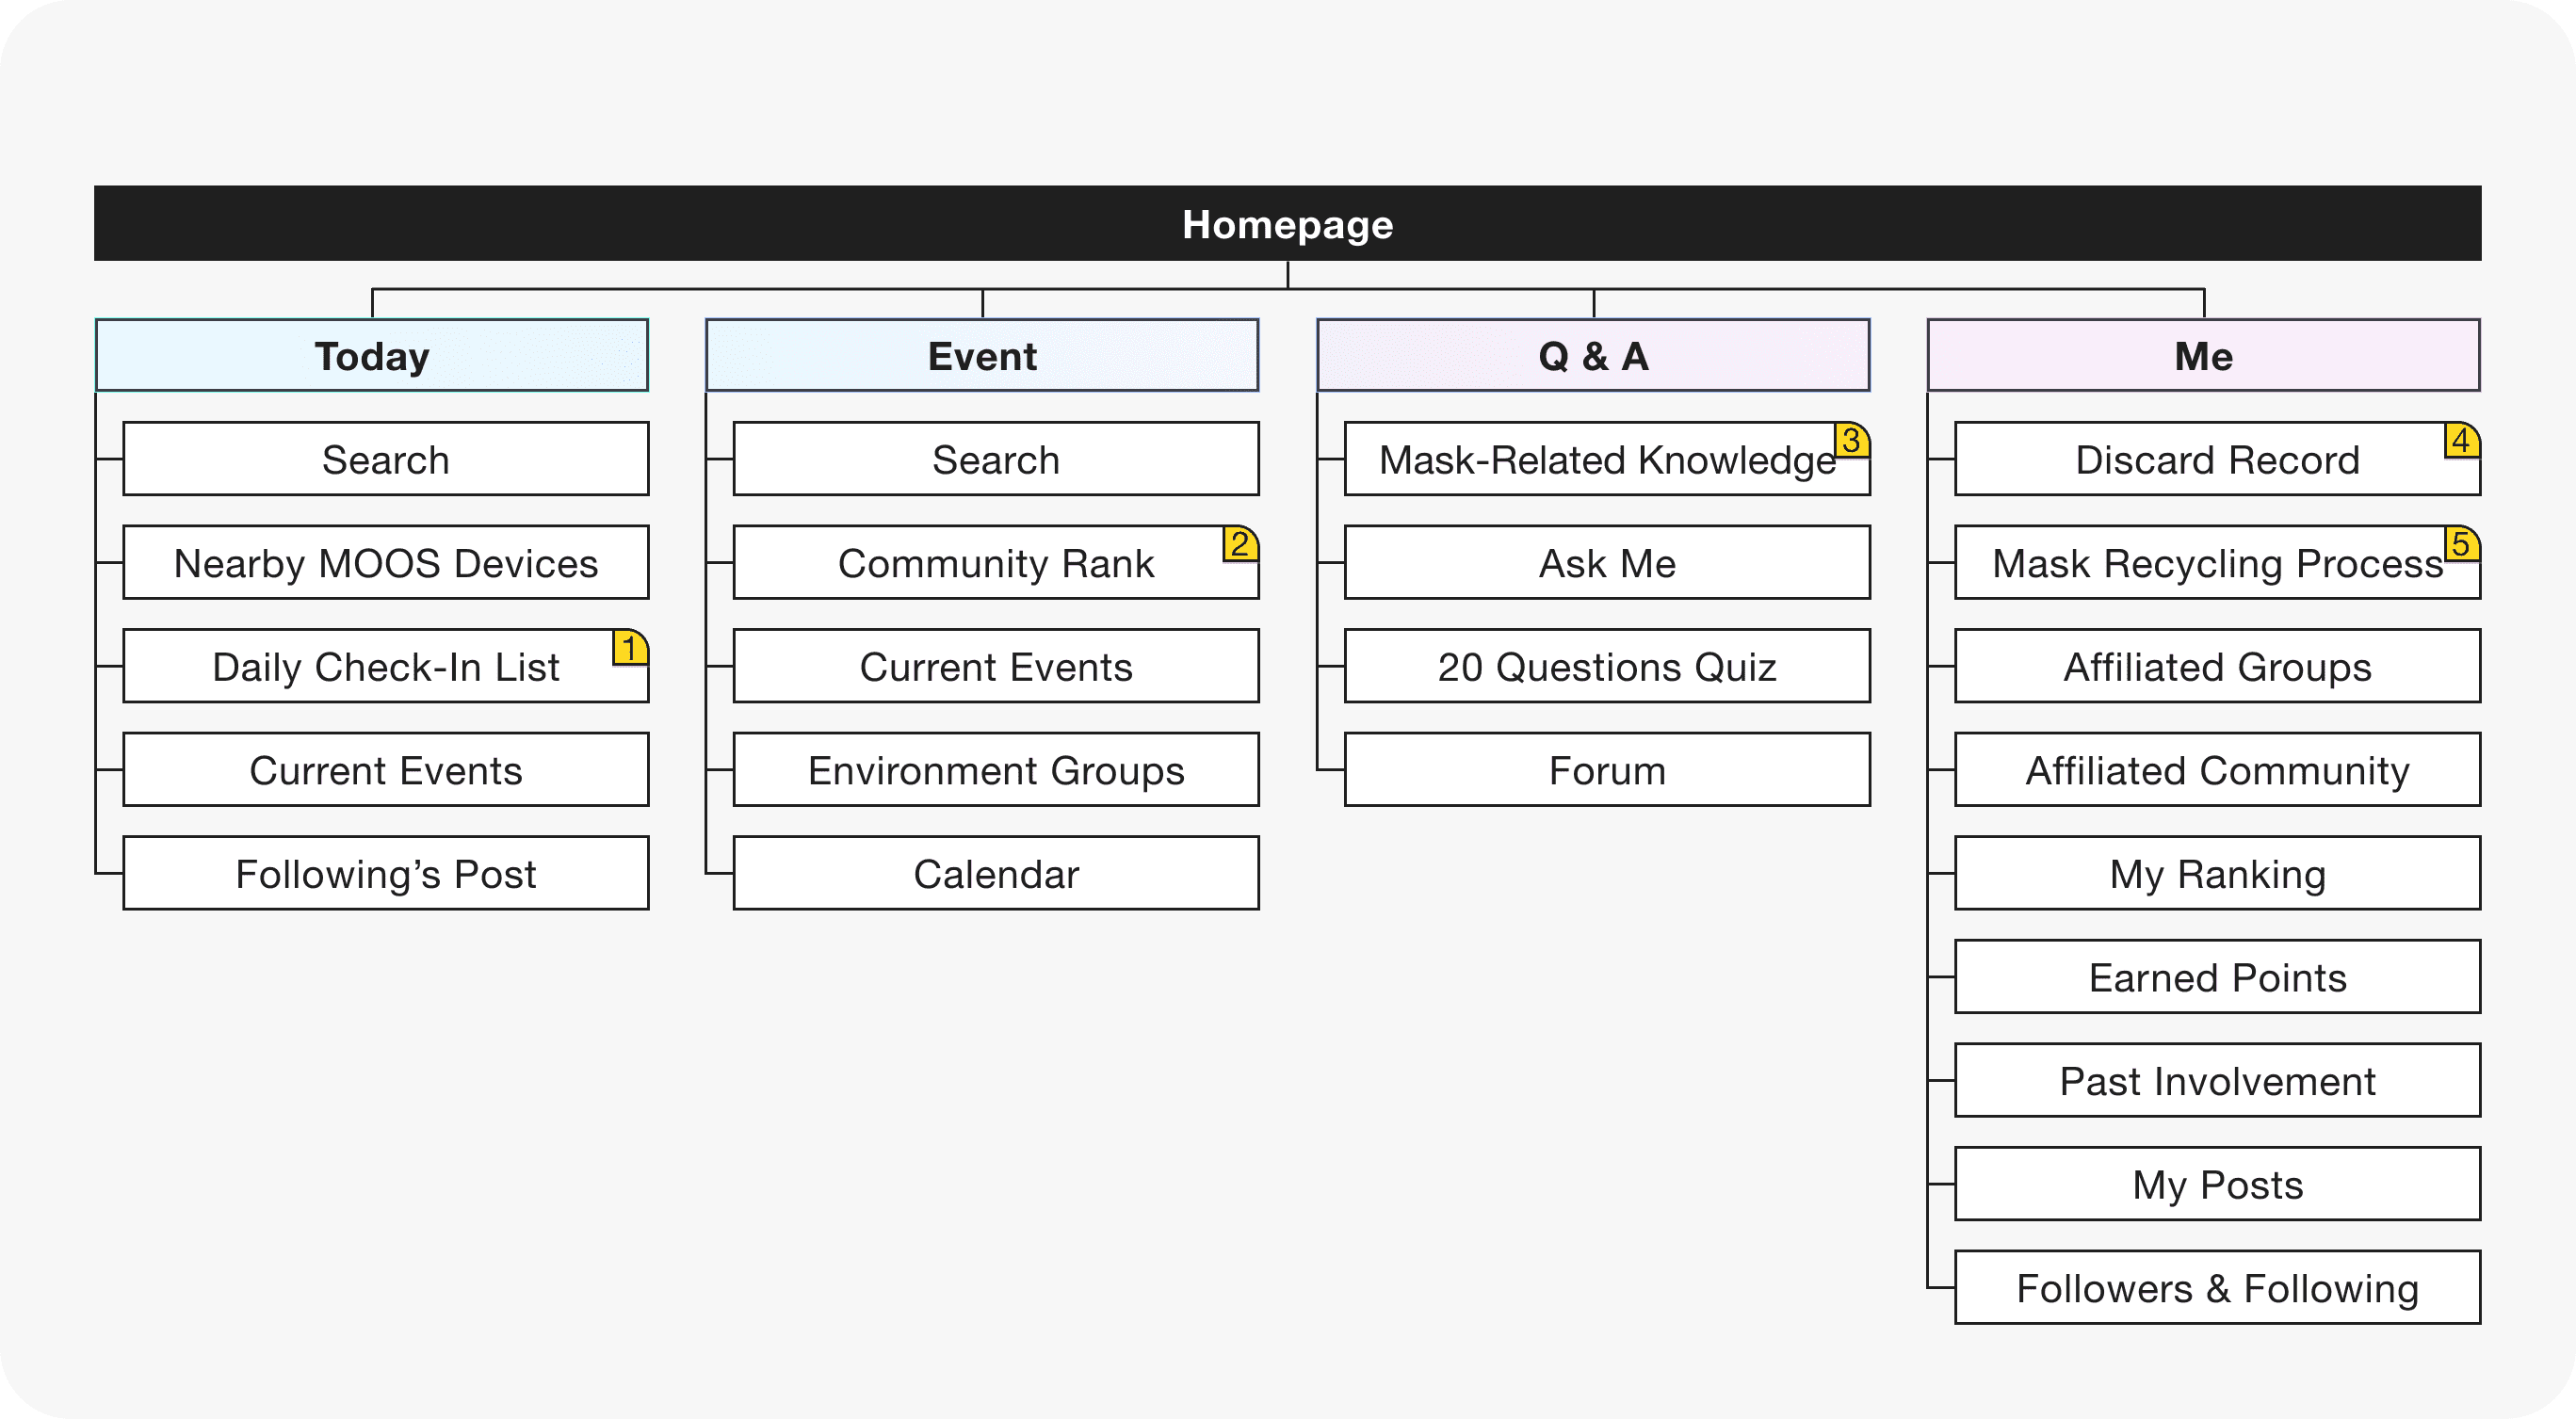 Homepage
Today
Search
Nearby MOOS Devices
Daily Check-In List
1
Current Events
Following’s Post
Event
Search
Community Rank
2
Current Events
Environment Groups
Calendar
Q & A
Mask-Related Knowledge
3
Ask Me
20 Questions Quiz
Forum
Me
Discard Record
4
Mask Recycling Process
5
Affiliated Groups
Affiliated Community
My Ranking
Earned Points
Past Involvement
My Posts
Followers & Following